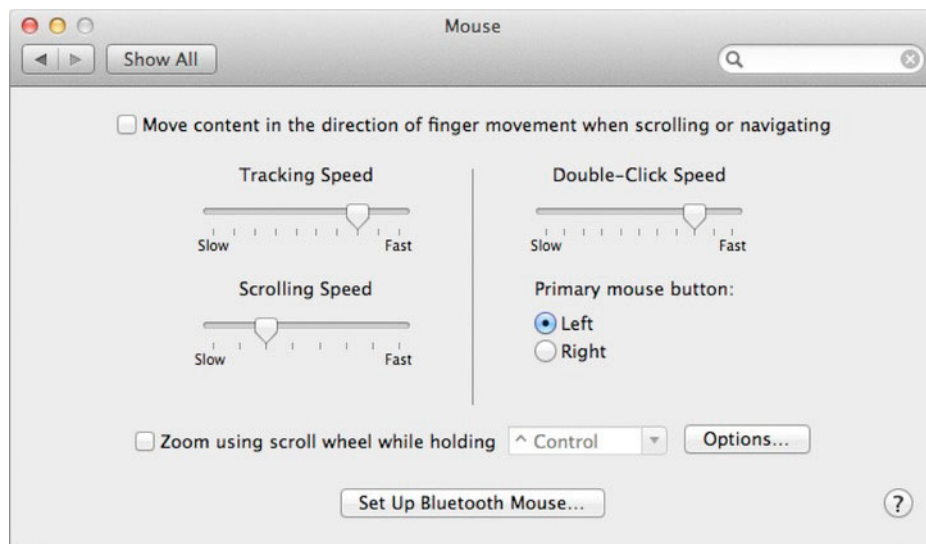 Mouse
Show All
Move content in the direction of finger movement when scrolling or navigating
Tracking Speed
Slow Fast
Double-Click Speed
Slow Fast
Scrolling Speed
Slow Fast
Primary mouse button:
Left
Right
Zoom using scroll wheel while holding ^ Control Options...
Set Up Bluetooth Mouse... ?